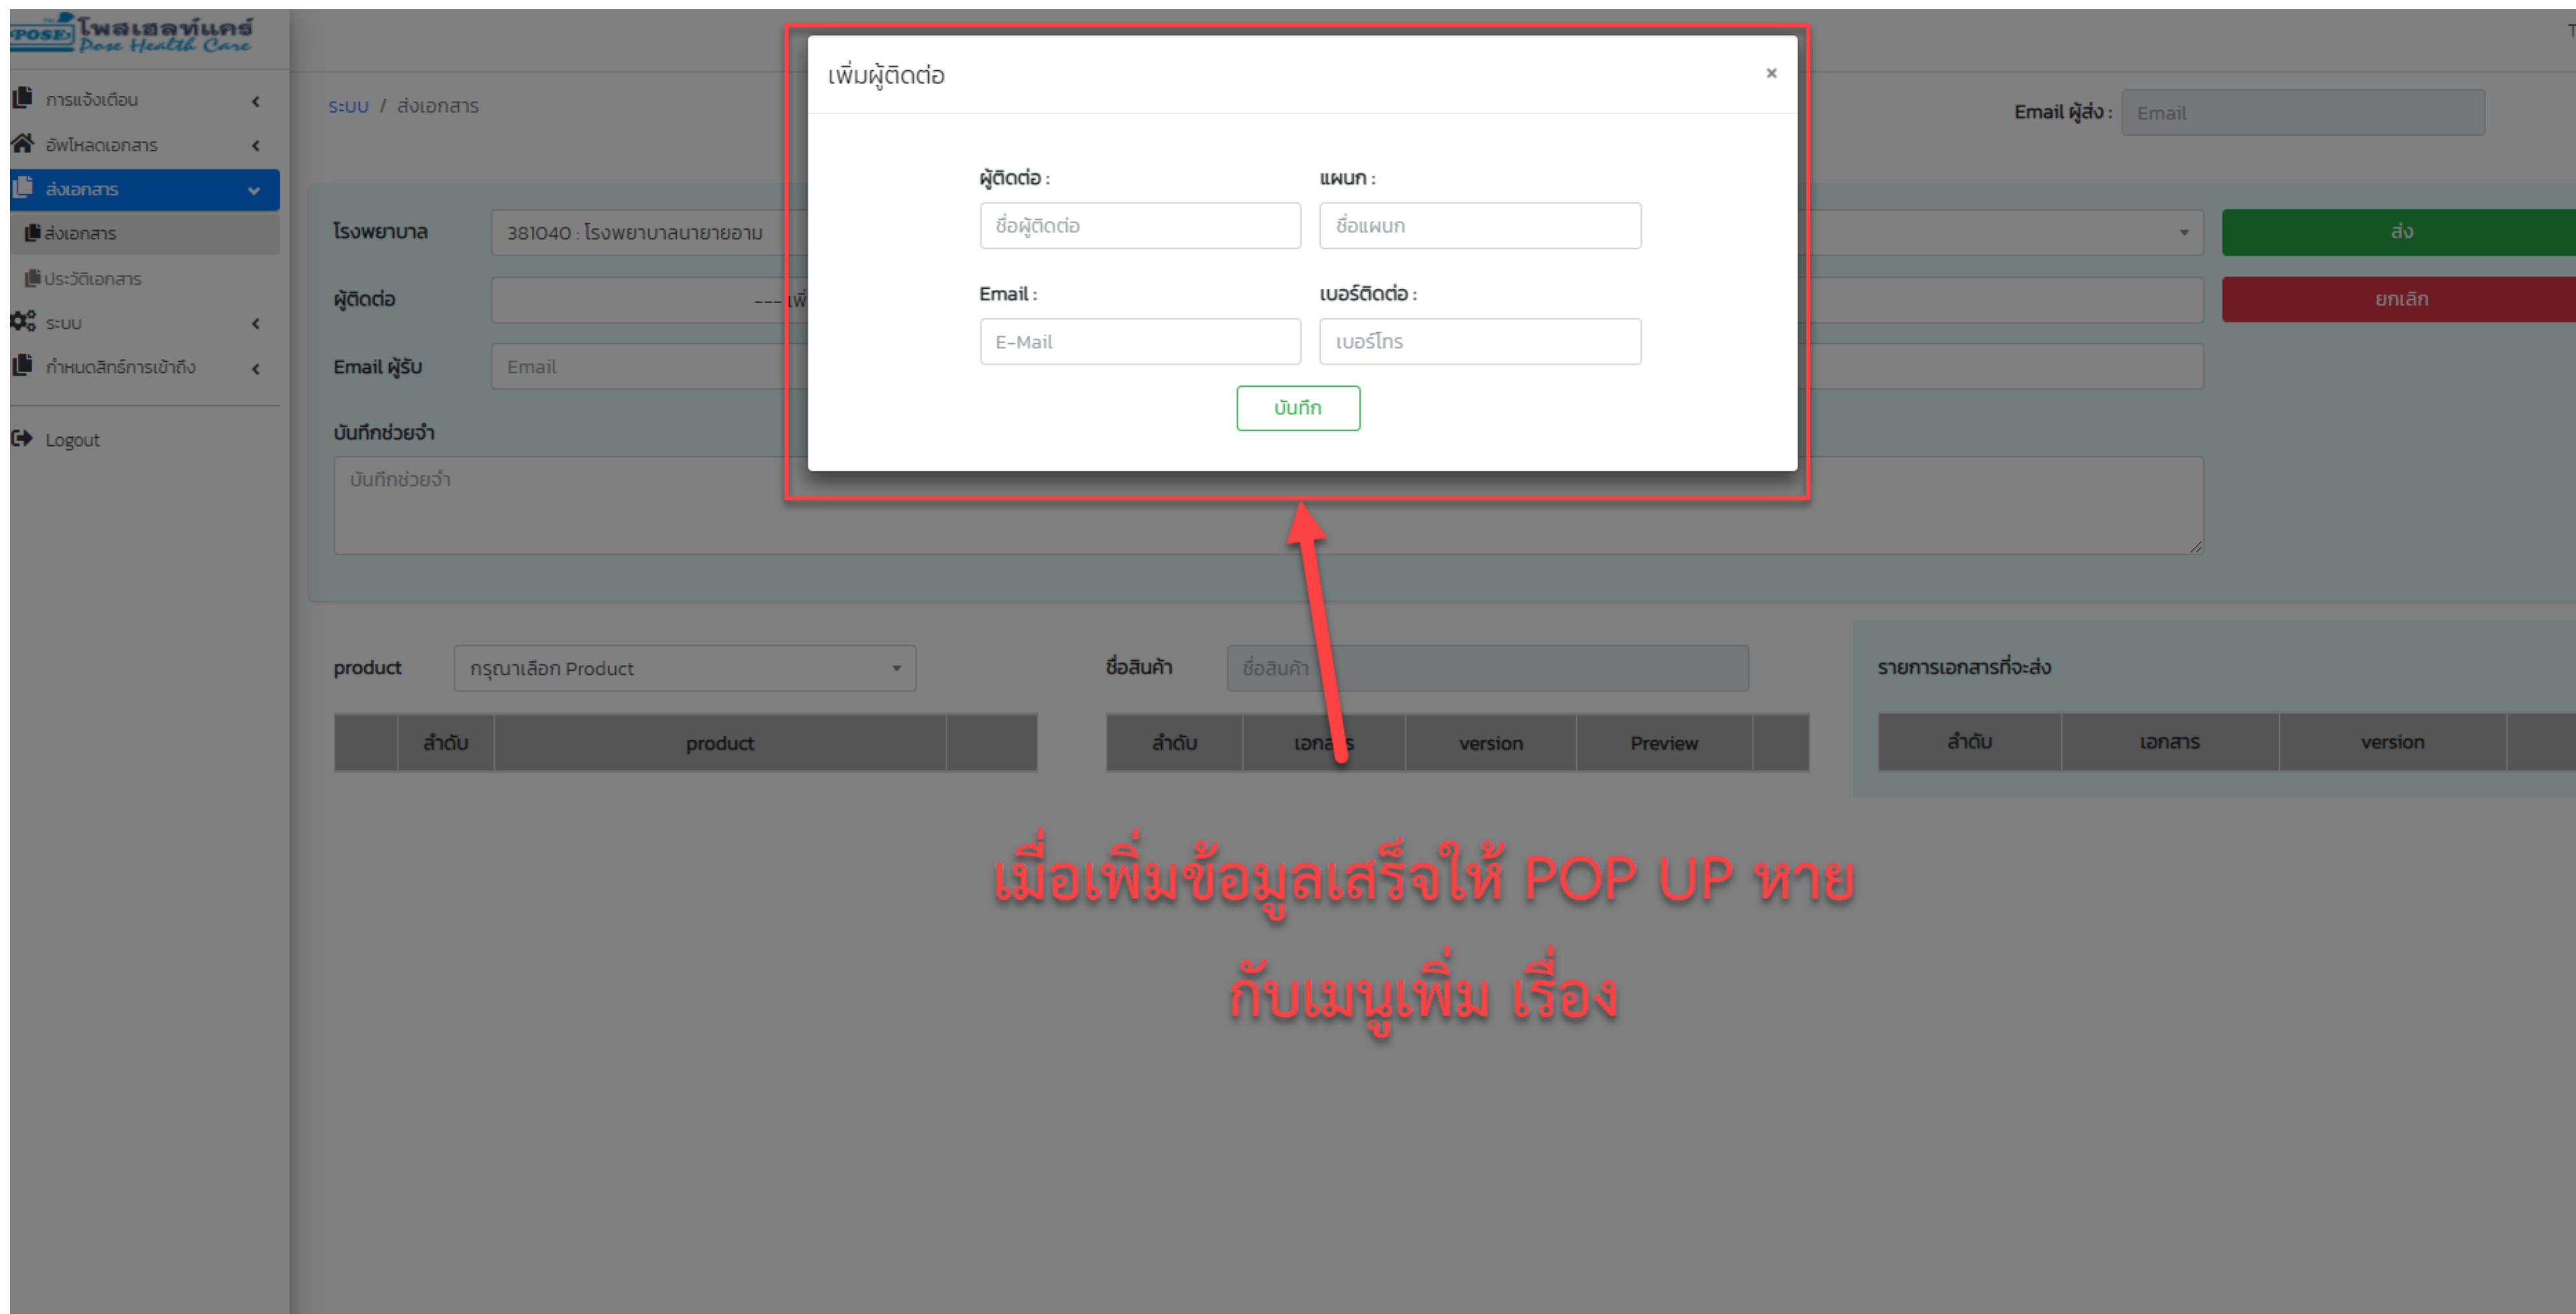 POSE โพสเฮลท์แคร์
Pose Health Care
T
การแจ้งเตือน
อัพโหลดเอกสาร
ส่งเอกสาร
ส่งเอกสาร
ประวัติเอกสาร
ระบบ
กำหนดสิทธ์การเข้าถึง
Logout
ระบบ / ส่งเอกสาร
Email ผู้ส่ง : Email
เพิ่มผู้ติดต่อ ×
ผู้ติดต่อ : แผนก :
ชื่อผู้ติดต่อ ชื่อแผนก
Email : เบอร์ติดต่อ :
E-Mail เบอร์โทร
บันทึก
โรงพยาบาล 381040 : โรงพยาบาลนายายอาม ส่ง
ผู้ติดต่อ --- เพิ่ ยกเลิก
Email ผู้รับ Email
บันทึกช่วยจำ
บันทึกช่วยจำ
product กรุณาเลือก Product ชื่อสินค้า ชื่อสินค้า รายการเอกสารที่จะส่ง
ลำดับ product ลำดับ เอกสาร version Preview ลำดับ เอกสาร version
เมื่อเพิ่มข้อมูลเสร็จให้ POP UP หาย
กับเมนูเพิ่ม เรื่อง